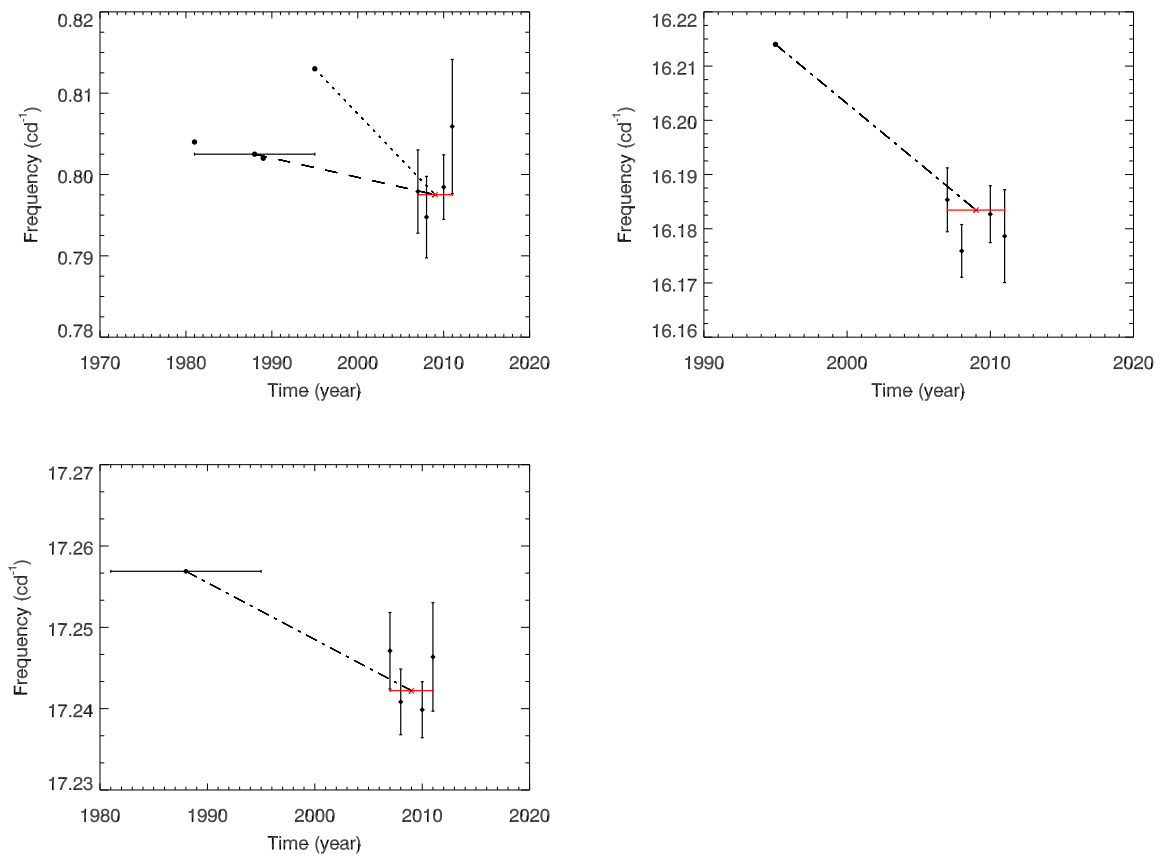 0.82
0.81
0.80
0.79
0.78
Frequency (cd⁻¹)
1970 1980 1990 2000 2010 2020
Time (year)
16.22
16.21
16.20
16.19
16.18
16.17
16.16
Frequency (cd⁻¹)
1990 2000 2010 2020
Time (year)
17.27
17.26
17.25
17.24
17.23
Frequency (cd⁻¹)
1980 1990 2000 2010 2020
Time (year)